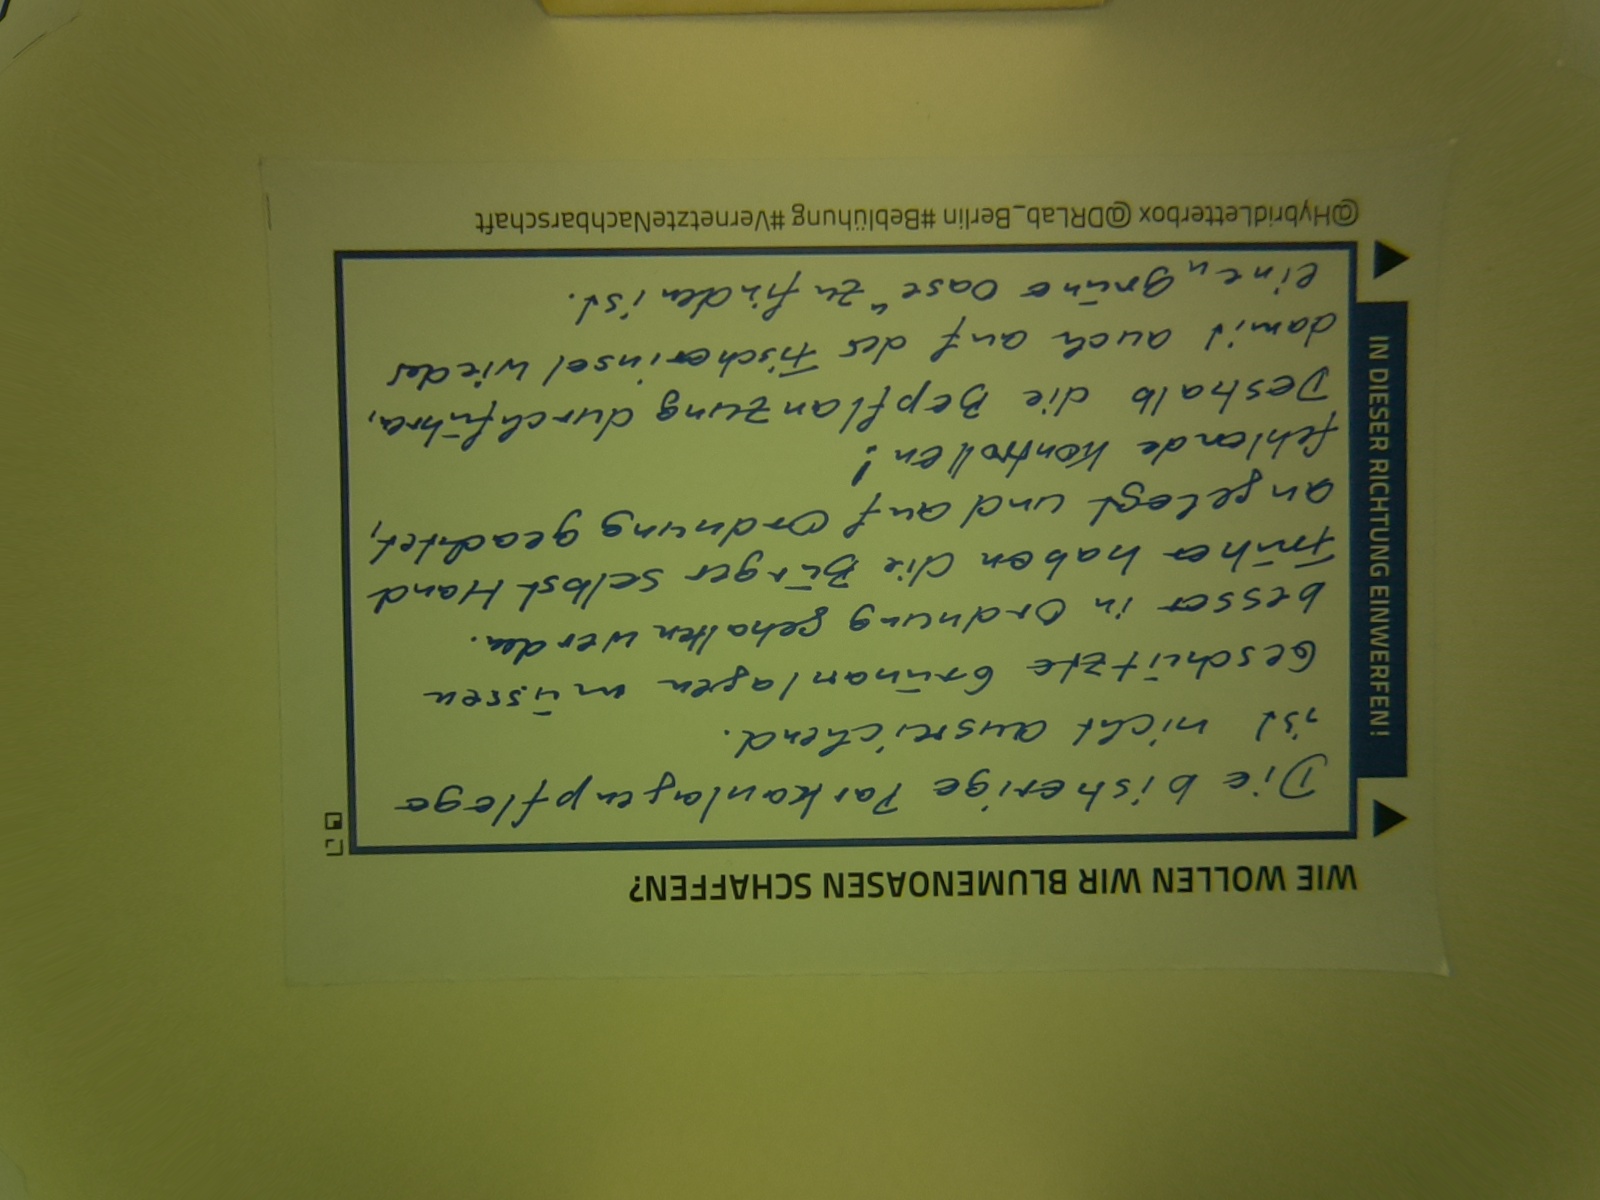 WIE WOLLEN WIR BLUMENOASEN SCHAFFEN?
Die bisherige Parkanlagenpflege
ist nicht ausreichend.
Geschützte Grünanlagen müssen
besser in Ordnung gehalten werden.
Früher haben die Bürger selbst Hand
angelegt und auf Ordnung geachtet,
fehlende Kontrollen!
Deshalb die Bepflanzung durchführen,
damit auch auf der Fischerinsel wieder
eine „grüne Oase" zu finden ist.
IN DIESER RICHTUNG EINWERFEN!
@HybridLetterbox @DRLab_Berlin #Beblühung #VernetzteNachbarschaft